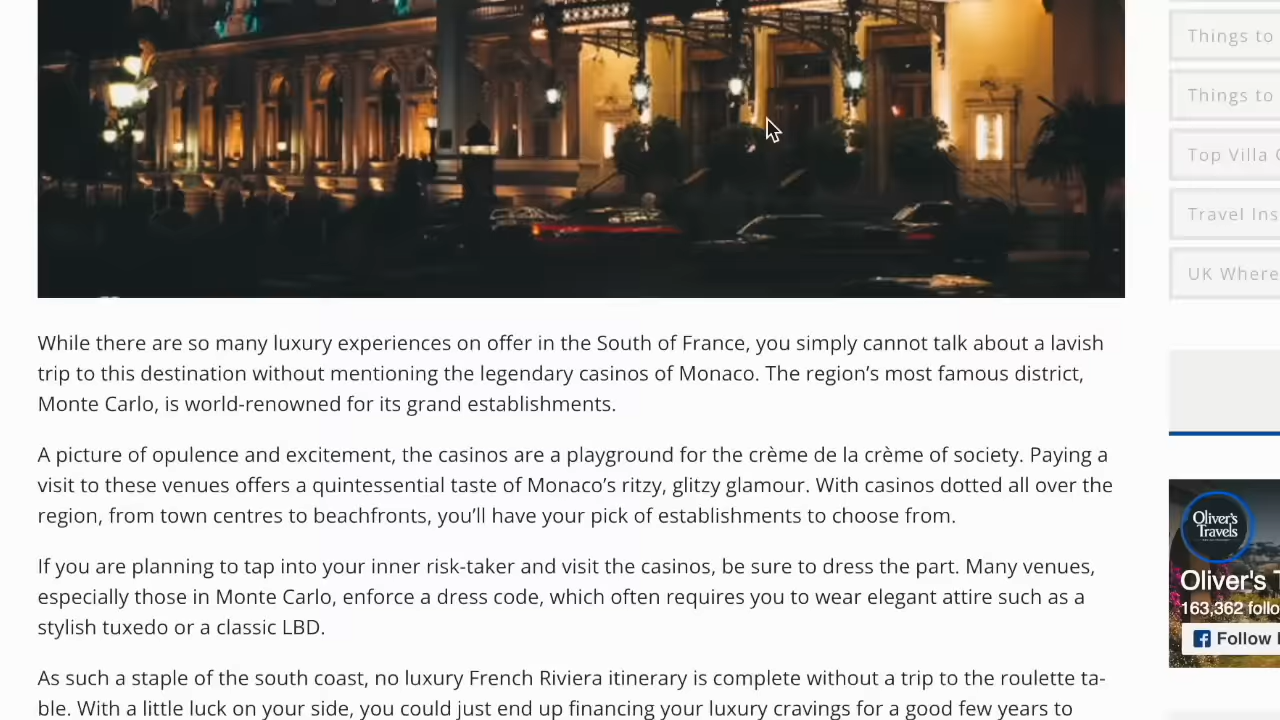 Things to
Things to
Top Villa
Travel Ins
UK Where
While there are so many luxury experiences on offer in the South of France, you simply cannot talk about a lavish
trip to this destination without mentioning the legendary casinos of Monaco. The region’s most famous district,
Monte Carlo, is world-renowned for its grand establishments.
A picture of opulence and excitement, the casinos are a playground for the crème de la crème of society. Paying a
visit to these venues offers a quintessential taste of Monaco’s ritzy, glitzy glamour. With casinos dotted all over the
region, from town centres to beachfronts, you’ll have your pick of establishments to choose from.
If you are planning to tap into your inner risk-taker and visit the casinos, be sure to dress the part. Many venues,
especially those in Monte Carlo, enforce a dress code, which often requires you to wear elegant attire such as a
stylish tuxedo or a classic LBD.
As such a staple of the south coast, no luxury French Riviera itinerary is complete without a trip to the roulette ta-
ble. With a little luck on your side, you could just end up financing your luxury cravings for a good few years to
Oliver's
Travels
Oliver's
163,362 follo
Follow